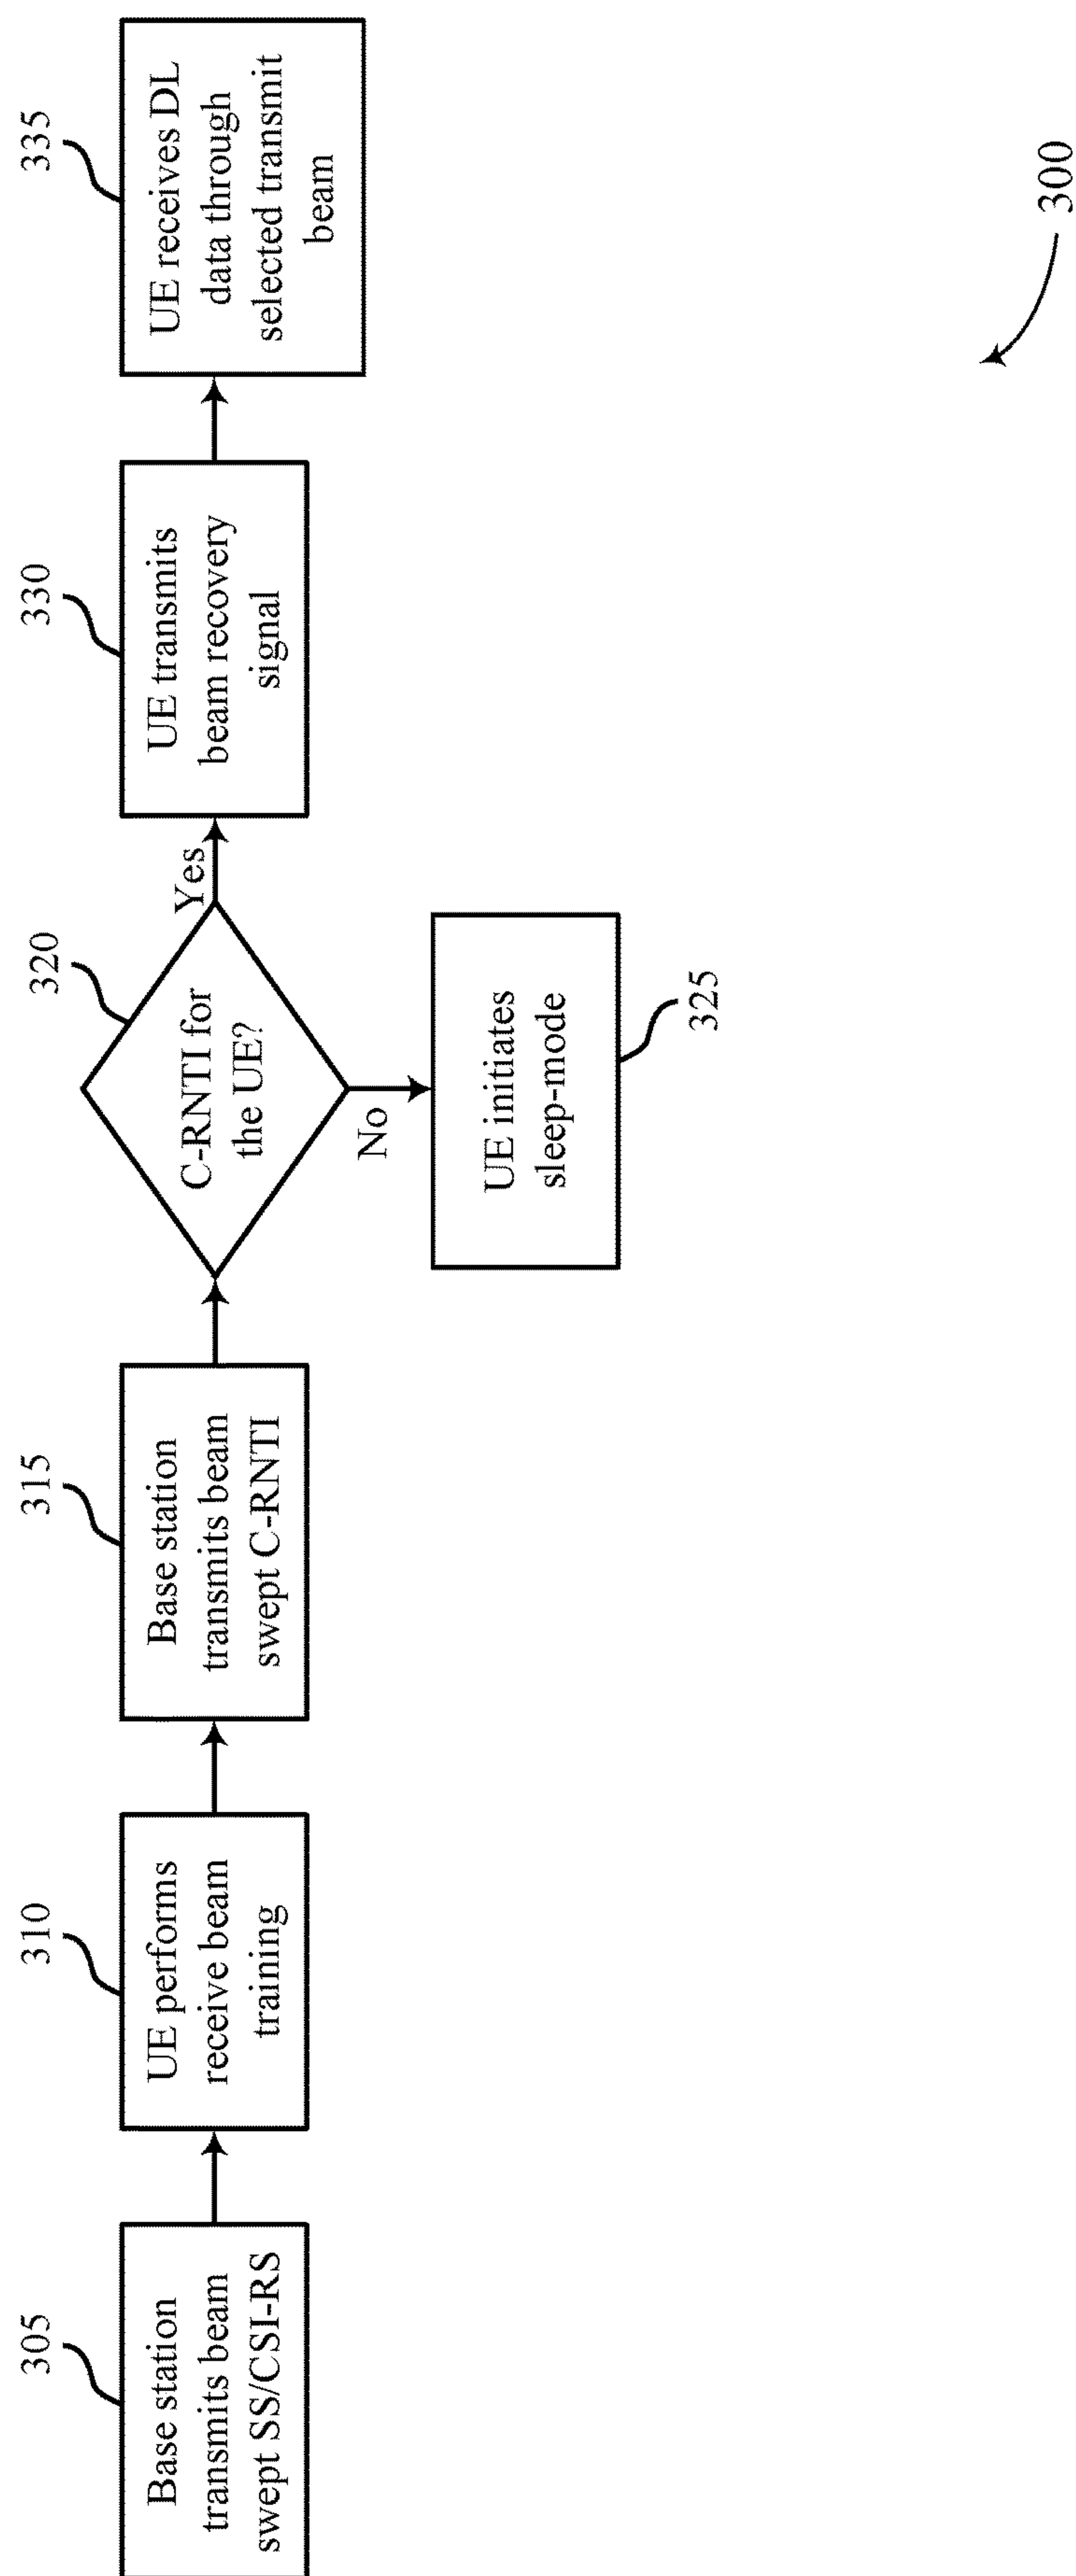 305
Base station
transmits beam
swept SS/CSI-RS
310
UE performs
receive beam
training
315
Base station
transmits beam
swept C-RNTI
320
C-RNTI for
the UE?
Yes
No
UE initiates
sleep-mode
325
330
UE transmits
beam recovery
signal
335
UE receives DL
data through
selected transmit
beam
300